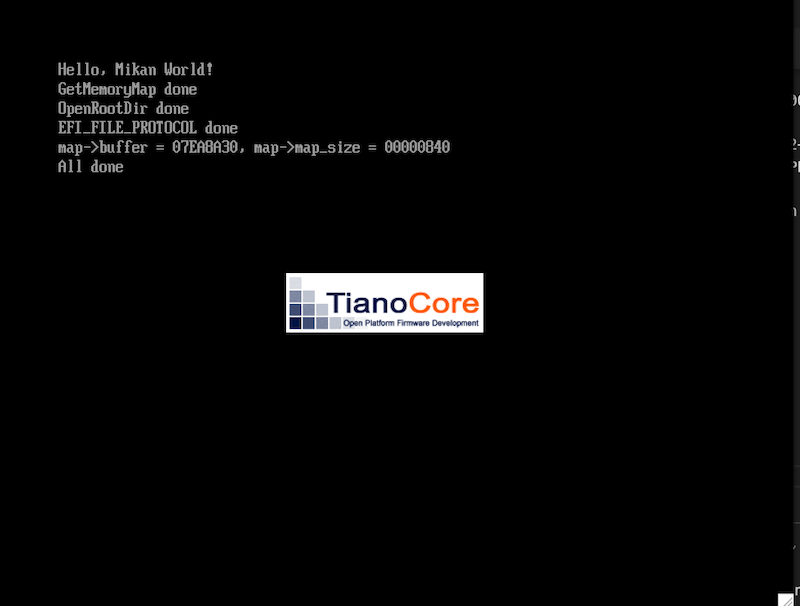 Hello, Mikan World!
GetMemoryMap done
OpenRootDir done
EFI_FILE_PROTOCOL done
map->buffer = 07EA8A30, map->map_size = 00000840
All done
TianoCore
Open Platform Firmware Development